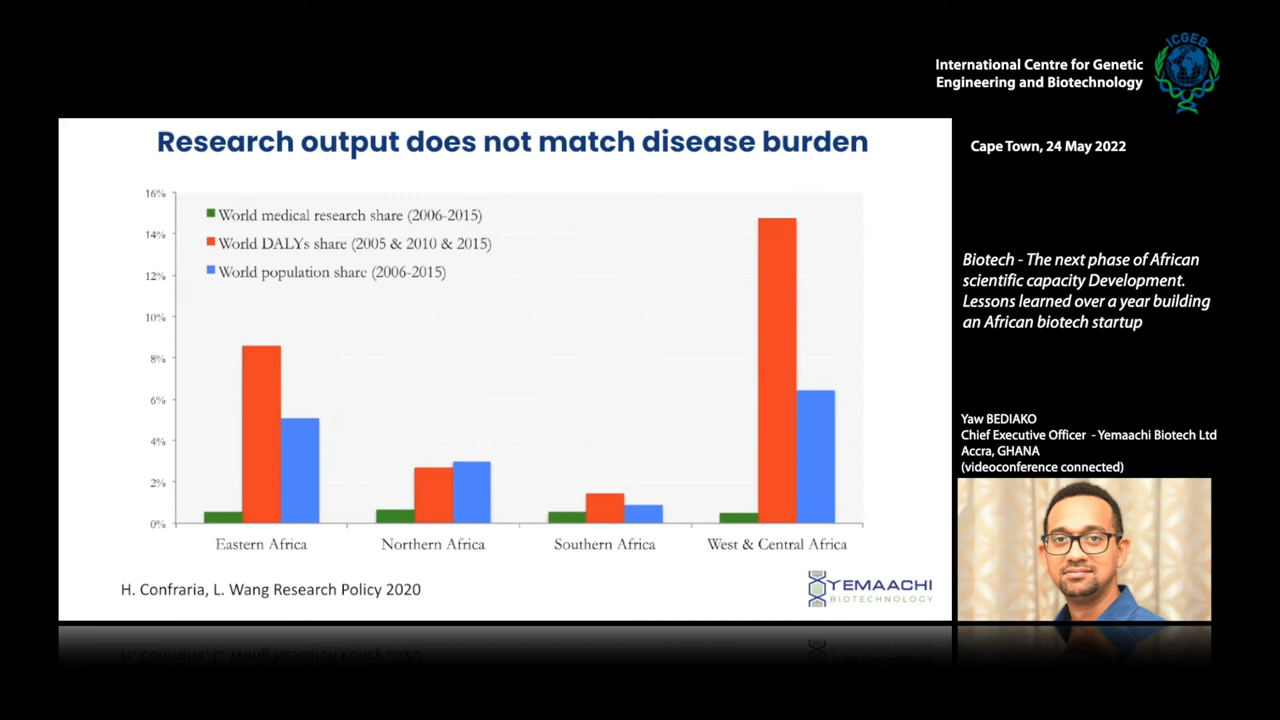 ICGEB
International Centre for Genetic
Engineering and Biotechnology
Cape Town, 24 May 2022
Research output does not match disease burden
16%
14%
12%
10%
8%
6%
4%
2%
0%
World medical research share (2006-2015)
World DALYs share (2005 & 2010 & 2015)
World population share (2006-2015)
Eastern Africa
Northern Africa
Southern Africa
West & Central Africa
H. Confraria, L. Wang Research Policy 2020
YEMAACHI
BIOTECHNOLOGY
Biotech - The next phase of African
scientific capacity Development.
Lessons learned over a year building
an African biotech startup
Yaw BEDIAKO
Chief Executive Officer - Yemaachi Biotech Ltd
Accra, GHANA
(videoconference connected)